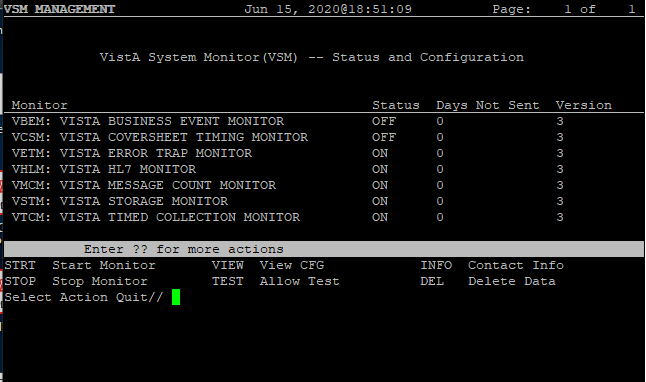 VSM MANAGEMENT Jun 15, 2020@18:51:09 Page: 1 of 1
VistA System Monitor(VSM) -- Status and Configuration
Monitor Status Days Not Sent Version
VBEM: VISTA BUSINESS EVENT MONITOR OFF 0 3
VCSM: VISTA COVERSHEET TIMING MONITOR OFF 0 3
VETM: VISTA ERROR TRAP MONITOR ON 0 3
VHLM: VISTA HL7 MONITOR ON 0 3
VMCM: VISTA MESSAGE COUNT MONITOR ON 0 3
VSTM: VISTA STORAGE MONITOR ON 0 3
VTCM: VISTA TIMED COLLECTION MONITOR ON 0 3
Enter ?? for more actions
STRT Start Monitor VIEW View CFG INFO Contact Info
STOP Stop Monitor TEST Allow Test DEL Delete Data
Select Action Quit//